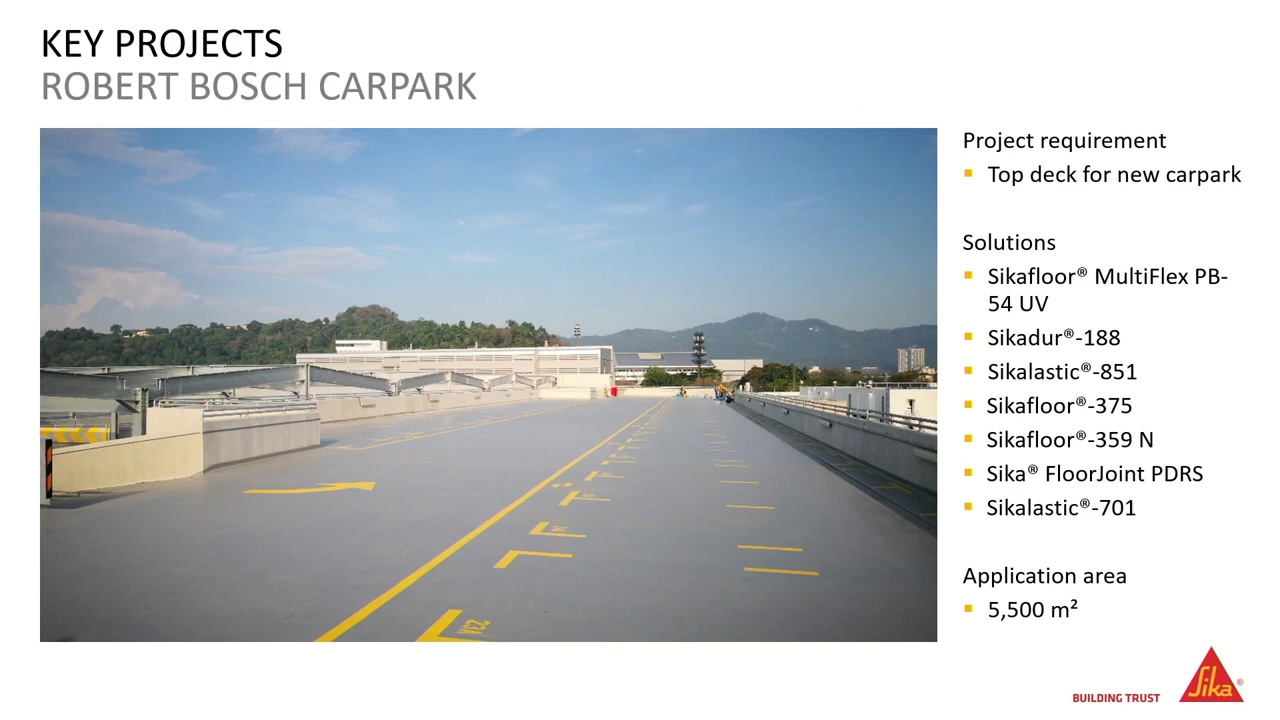 KEY PROJECTS
ROBERT BOSCH CARPARK
Project requirement
Top deck for new carpark
Solutions
Sikafloor® MultiFlex PB-
54 UV
Sikadur®-188
Sikalastic®-851
Sikafloor®-375
Sikafloor®-359 N
Sika® FloorJoint PDRS
Sikalastic®-701
Application area
5,500 m²
23A
BUILDING TRUST
Sika®